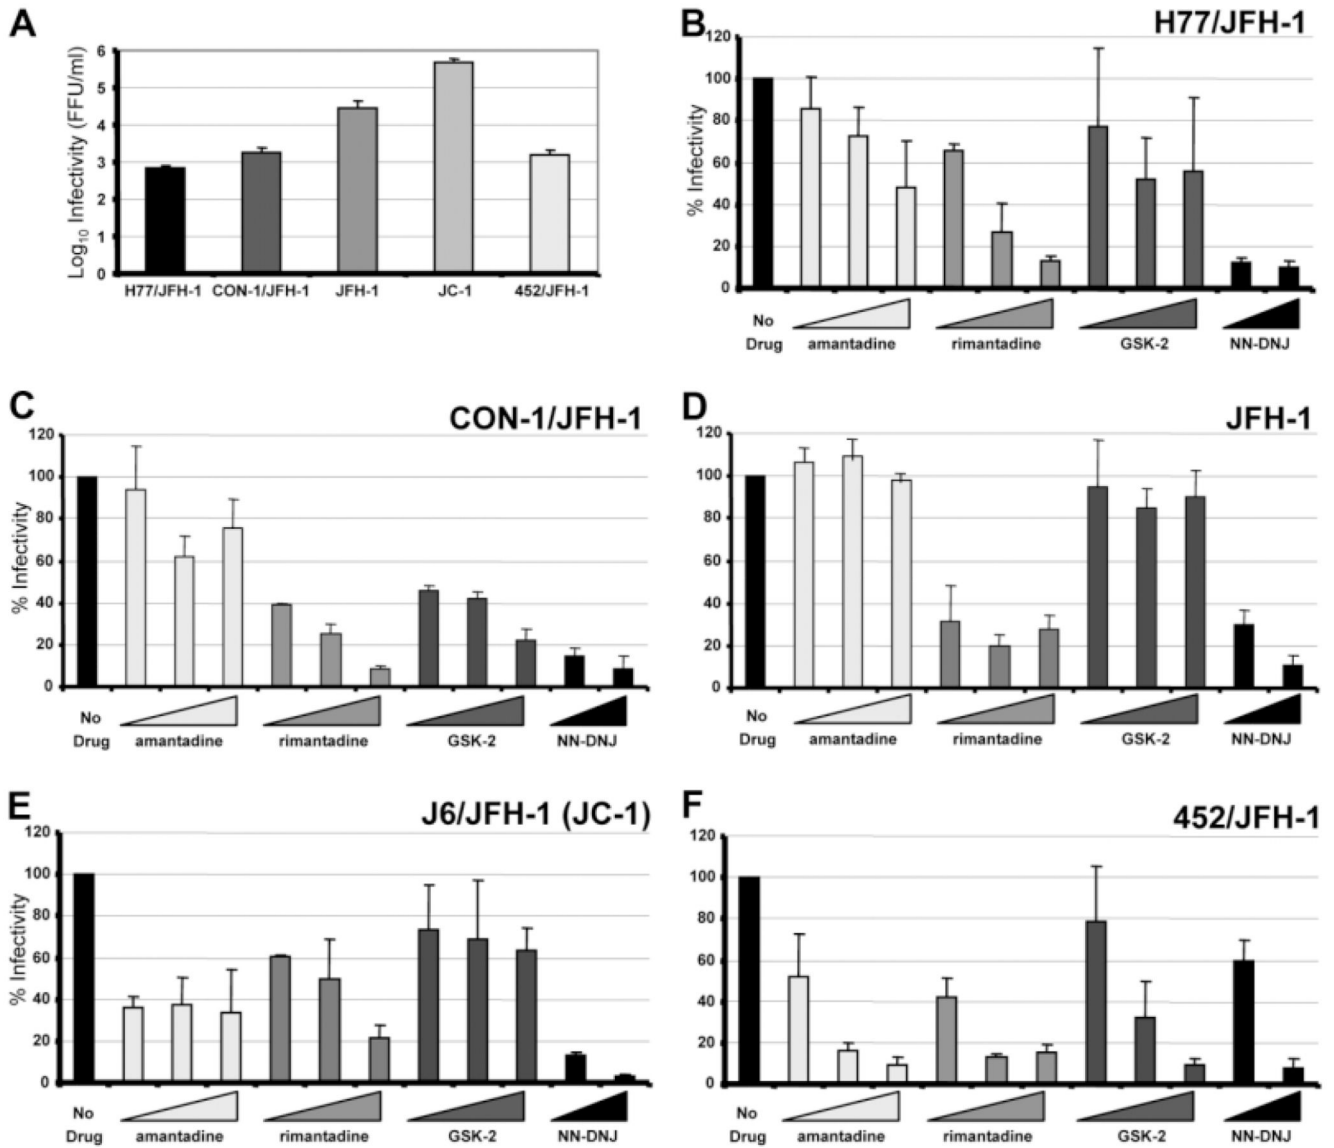 A
Log10 Infectivity (FFU/ml)
6
5
4
3
2
1
0
H77/JFH-1 CON-1/JFH-1 JFH-1 JC-1 452/JFH-1
B
H77/JFH-1
% Infectivity
120
100
80
60
40
20
0
No
Drug amantadine rimantadine GSK-2 NN-DNJ
C
CON-1/JFH-1
% Infectivity
120
100
80
60
40
20
0
No
Drug amantadine rimantadine GSK-2 NN-DNJ
D
JFH-1
120
100
80
60
40
20
0
No
Drug amantadine rimantadine GSK-2 NN-DNJ
E
J6/JFH-1 (JC-1)
% Infectivity
120
100
80
60
40
20
0
No
Drug amantadine rimantadine GSK-2 NN-DNJ
F
452/JFH-1
120
100
80
60
40
20
0
No
Drug amantadine rimantadine GSK-2 NN-DNJ